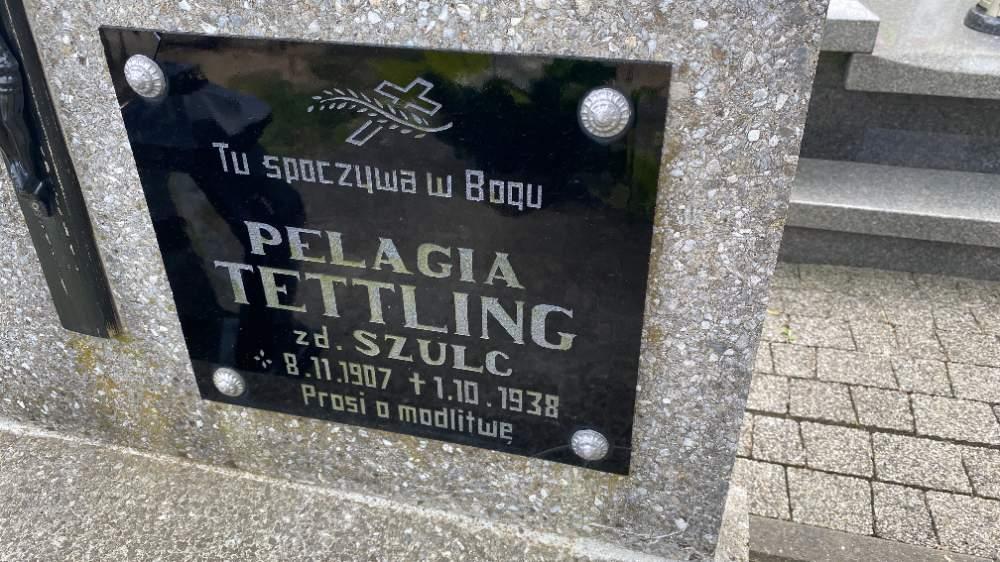 Tu spoczywa w Bogu
PELAGIA
TETTLING
zd. SZULC
* 8.11.1907 † 1.10.1938
Prosi o modlitwę